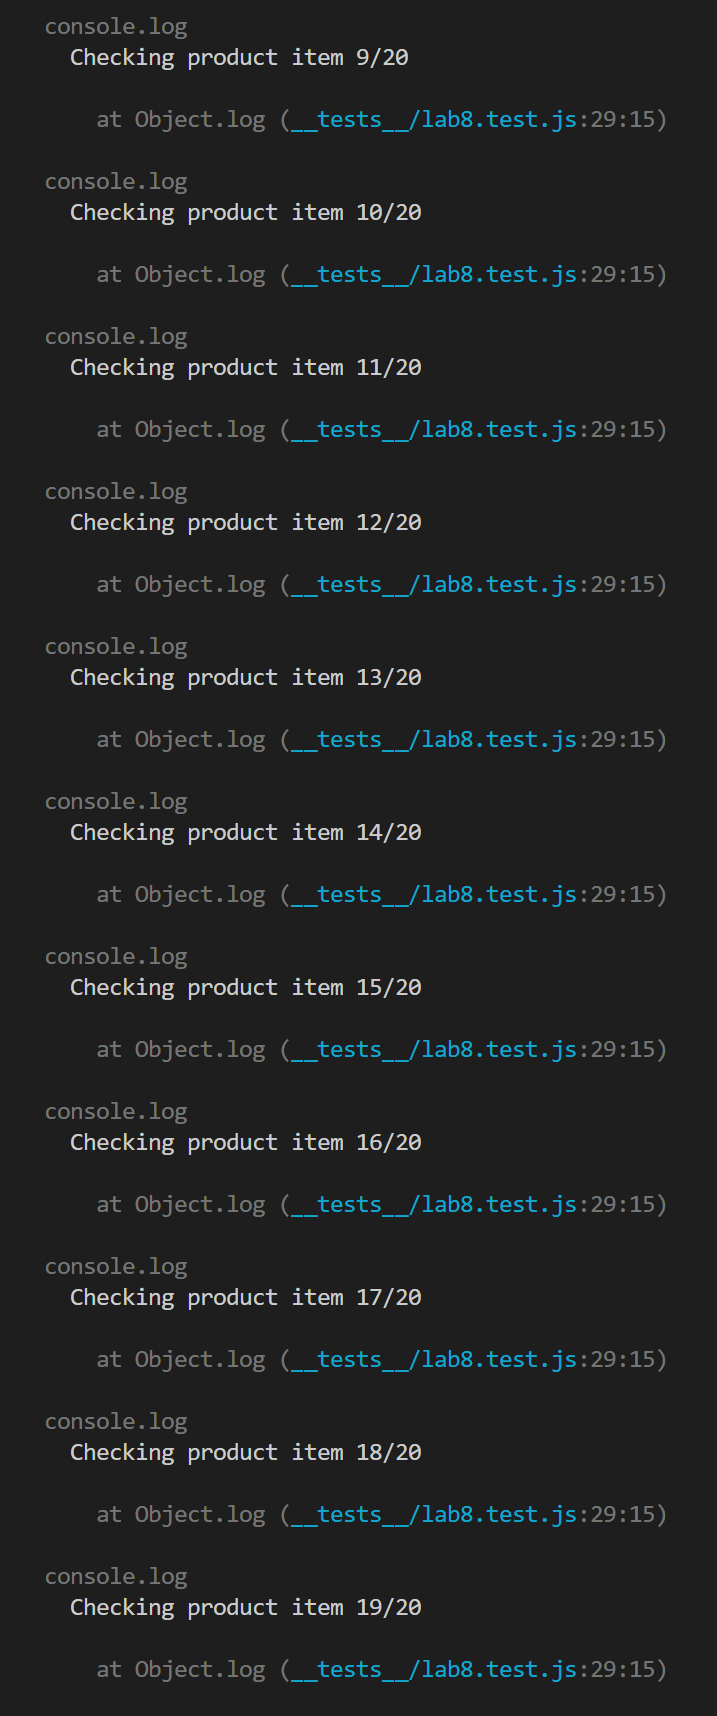 console.log
Checking product item 9/20
at Object.log (__tests__/lab8.test.js:29:15)
console.log
Checking product item 10/20
at Object.log (__tests__/lab8.test.js:29:15)
console.log
Checking product item 11/20
at Object.log (__tests__/lab8.test.js:29:15)
console.log
Checking product item 12/20
at Object.log (__tests__/lab8.test.js:29:15)
console.log
Checking product item 13/20
at Object.log (__tests__/lab8.test.js:29:15)
console.log
Checking product item 14/20
at Object.log (__tests__/lab8.test.js:29:15)
console.log
Checking product item 15/20
at Object.log (__tests__/lab8.test.js:29:15)
console.log
Checking product item 16/20
at Object.log (__tests__/lab8.test.js:29:15)
console.log
Checking product item 17/20
at Object.log (__tests__/lab8.test.js:29:15)
console.log
Checking product item 18/20
at Object.log (__tests__/lab8.test.js:29:15)
console.log
Checking product item 19/20
at Object.log (__tests__/lab8.test.js:29:15)